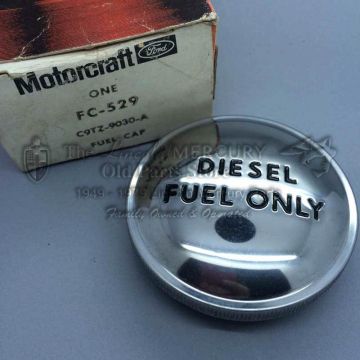 Motorcraft Ford
ONE
FC-529
C9TZ-9030-A
FUEL CAP
The Lincoln MERCURY
Old Parts Store
1949 - 1979
Family Owned & Operated
DIESEL
FUEL ONLY